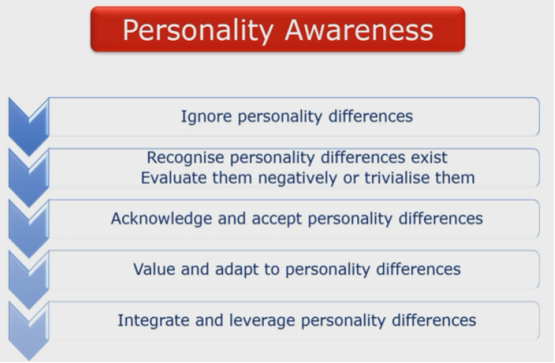 Personality Awareness
Ignore personality differences
Recognise personality differences exist
Evaluate them negatively or trivialise them
Acknowledge and accept personality differences
Value and adapt to personality differences
Integrate and leverage personality differences